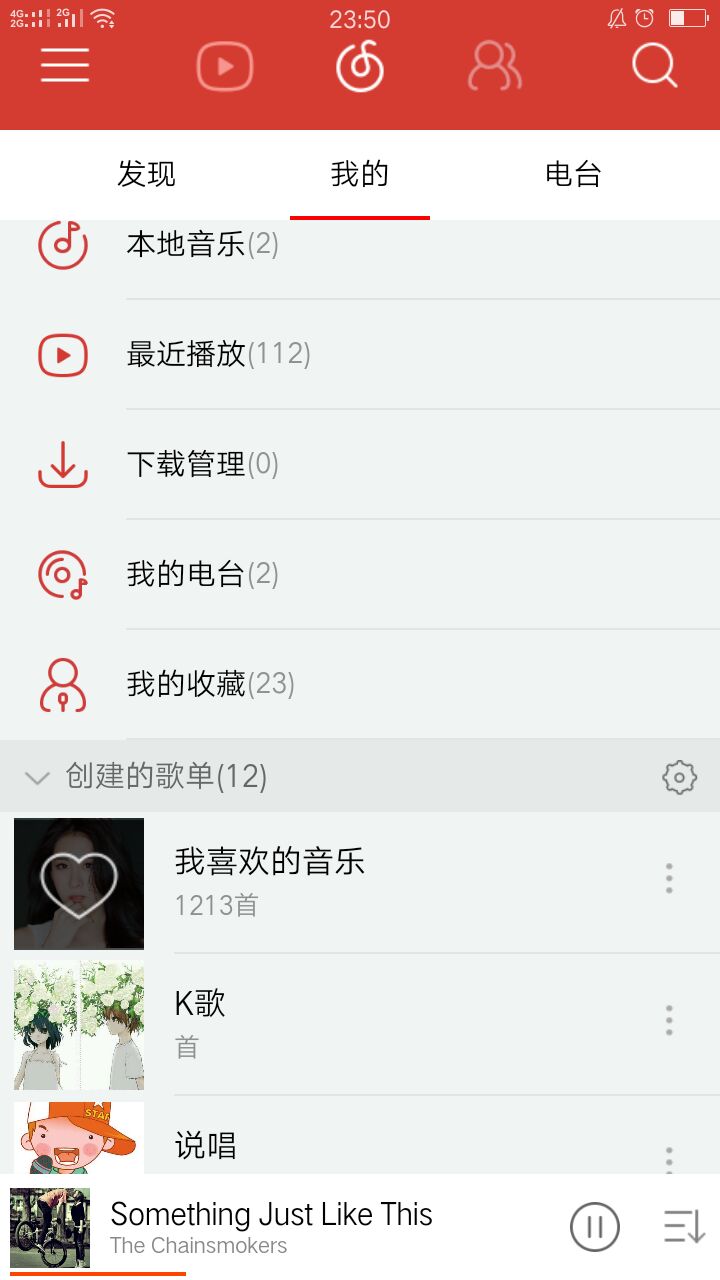 4G 2G 2G 23:50
发现 我的 电台
本地音乐(2)
最近播放(112)
下载管理(0)
我的电台(2)
我的收藏(23)
创建的歌单(12)
我喜欢的音乐
1213首
K歌
首
STAR
说唱
Something Just Like This
The Chainsmokers